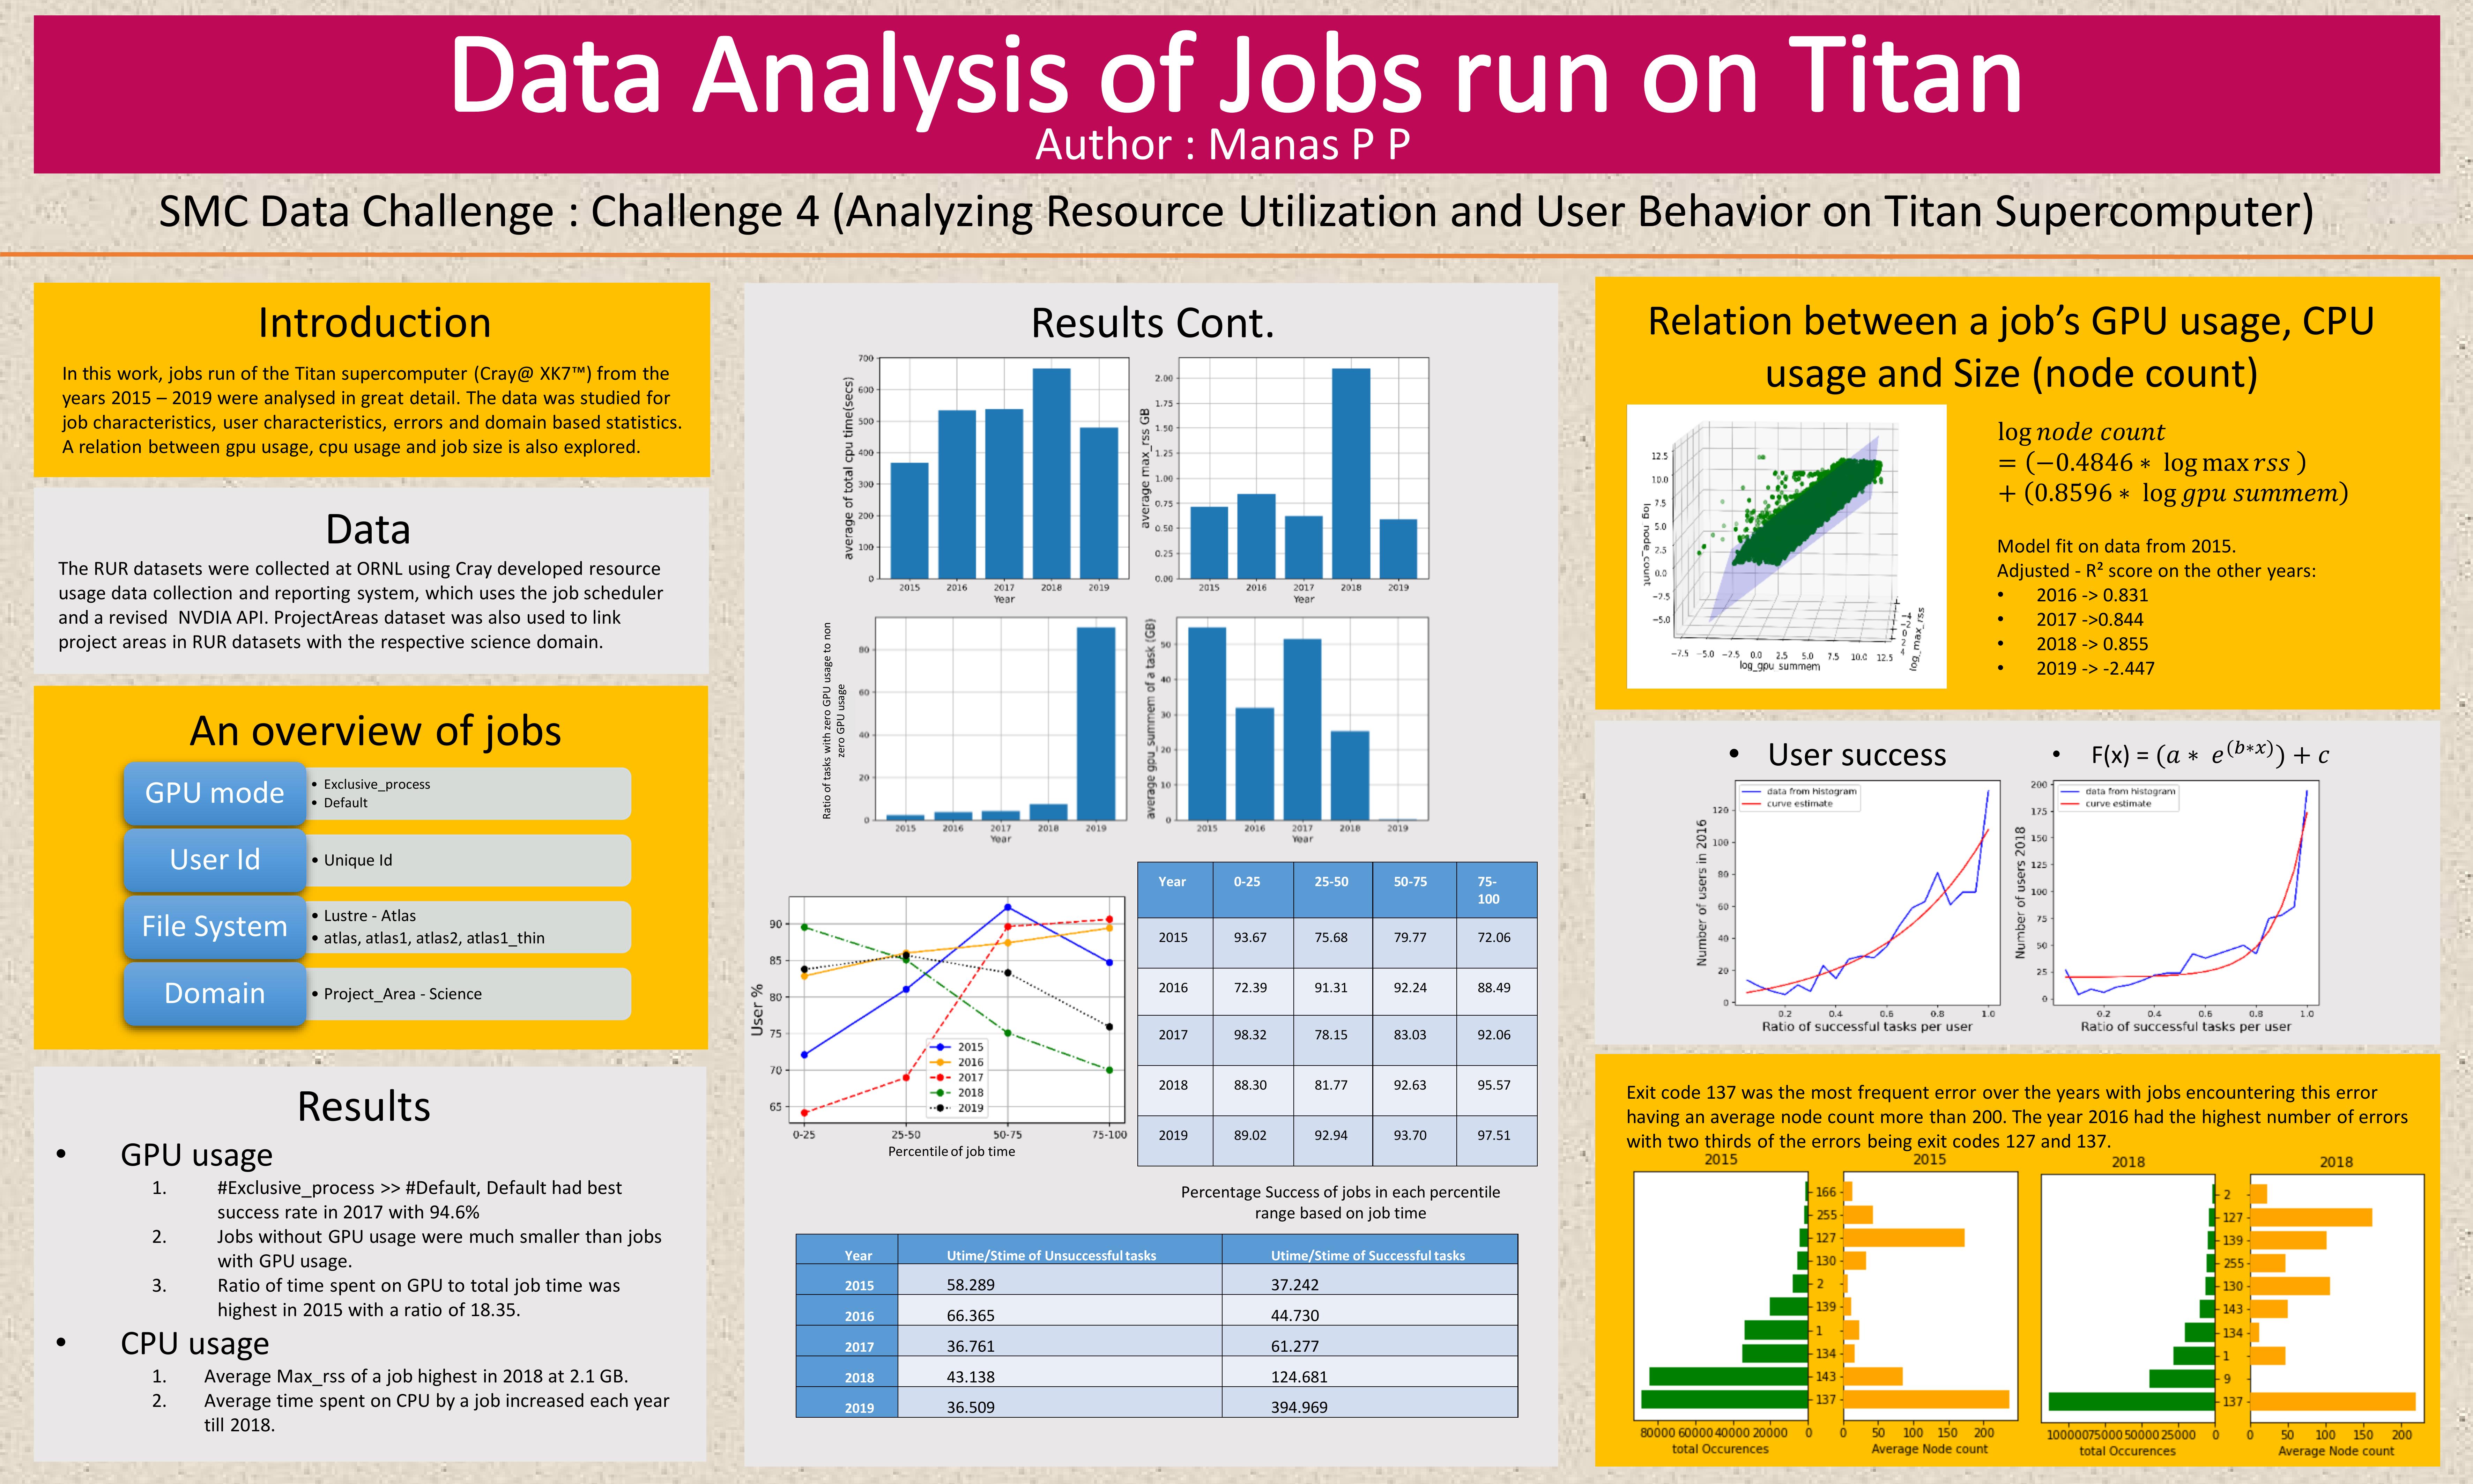 Data Analysis of Jobs run on Titan
Author : Manas P P
SMC Data Challenge : Challenge 4 (Analyzing Resource Utilization and User Behavior on Titan Supercomputer)
Introduction
In this work, jobs run of the Titan supercomputer (Cray@ XK7™) from the
years 2015 – 2019 were analysed in great detail. The data was studied for
job characteristics, user characteristics, errors and domain based statistics.
A relation between gpu usage, cpu usage and job size is also explored.
Data
The RUR datasets were collected at ORNL using Cray developed resource
usage data collection and reporting system, which uses the job scheduler
and a revised NVDIA API. ProjectAreas dataset was also used to link
project areas in RUR datasets with the respective science domain.
An overview of jobs
GPU mode
• Exclusive_process
• Default
User Id
• Unique Id
File System
• Lustre - Atlas
• atlas, atlas1, atlas2, atlas1_thin
Domain
• Project_Area - Science
Results
• GPU usage
1. #Exclusive_process >> #Default, Default had best
success rate in 2017 with 94.6%
2. Jobs without GPU usage were much smaller than jobs
with GPU usage.
3. Ratio of time spent on GPU to total job time was
highest in 2015 with a ratio of 18.35.
• CPU usage
1. Average Max_rss of a job highest in 2018 at 2.1 GB.
2. Average time spent on CPU by a job increased each year
till 2018.
Results Cont.
average of total cpu time(secs)
700
600
500
400
300
200
100
0
2015 2016 2017 2018 2019
Year
average max_rss GB
2.00
1.75
1.50
1.25
1.00
0.75
0.50
0.25
0.00
2015 2016 2017 2018 2019
Year
Ratio of tasks with zero GPU usage to non
zero GPU usage
80
60
40
20
0
2015 2016 2017 2018 2019
Year
average gpu_summem of a task (GB)
50
40
30
20
10
0
2015 2016 2017 2018 2019
Year
User %
90
85
80
75
70
65
2015
2016
2017
2018
2019
0-25 25-50 50-75 75-100
Percentile of job time
Year 0-25 25-50 50-75 75-
100
2015 93.67 75.68 79.77 72.06
2016 72.39 91.31 92.24 88.49
2017 98.32 78.15 83.03 92.06
2018 88.30 81.77 92.63 95.57
2019 89.02 92.94 93.70 97.51
Percentage Success of jobs in each percentile
range based on job time
Year Utime/Stime of Unsuccessful tasks Utime/Stime of Successful tasks
2015 58.289 37.242
2016 66.365 44.730
2017 36.761 61.277
2018 43.138 124.681
2019 36.509 394.969
Relation between a job’s GPU usage, CPU
usage and Size (node count)
log_node_count
12.5
10.0
7.5
5.0
2.5
0.0
−2.5
−5.0
−7.5 −5.0 −2.5 0.0 2.5 5.0 7.5 10.0 12.5
log_gpu summem
−4
−2
0
2
4
log_max_rss
log node count
= (−0.4846 ∗ log max rss )
+ (0.8596 ∗ log gpu summem)
Model fit on data from 2015.
Adjusted - R² score on the other years:
• 2016 -> 0.831
• 2017 ->0.844
• 2018 -> 0.855
• 2019 -> -2.447
• User success
• F(x) = (a ∗ e^(b∗x)) + c
Number of users in 2016
data from histogram
curve estimate
120
100
80
60
40
20
0
0.2 0.4 0.6 0.8 1.0
Ratio of successful tasks per user
Number of users 2018
data from histogram
curve estimate
200
175
150
125
100
75
50
25
0
0.2 0.4 0.6 0.8 1.0
Ratio of successful tasks per user
Exit code 137 was the most frequent error over the years with jobs encountering this error
having an average node count more than 200. The year 2016 had the highest number of errors
with two thirds of the errors being exit codes 127 and 137.
2015 2015
166
255
127
130
2
139
1
134
143
137
80000 60000 40000 20000 0
total Occurences
0 50 100 150 200
Average Node count
2018 2018
2
127
139
255
130
143
134
1
9
137
100000 75000 50000 25000 0
total Occurences
0 50 100 150 200
Average Node count